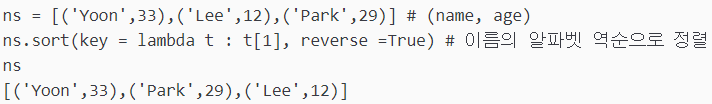 ns = [('Yoon',33),('Lee',12),('Park',29)] # (name, age)
ns.sort(key = lambda t : t[1], reverse =True) # 이름의 알파벳 역순으로 정렬
ns
[('Yoon',33),('Park',29),('Lee',12)]